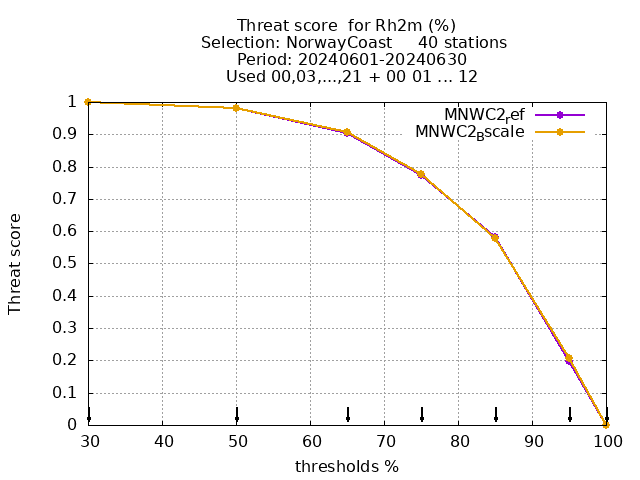 Threat score  for Rh2m (%)
Selection: NorwayCoast     40 stations
Period: 20240601-20240630
Used 00,03,...,21 + 00 01 ... 12
MNWC2ref
MNWC2Bscale
1
0.9
0.8
0.7
0.6
0.5
0.4
0.3
0.2
0.1
0
Threat score
30 40 50 60 70 80 90 100
thresholds %